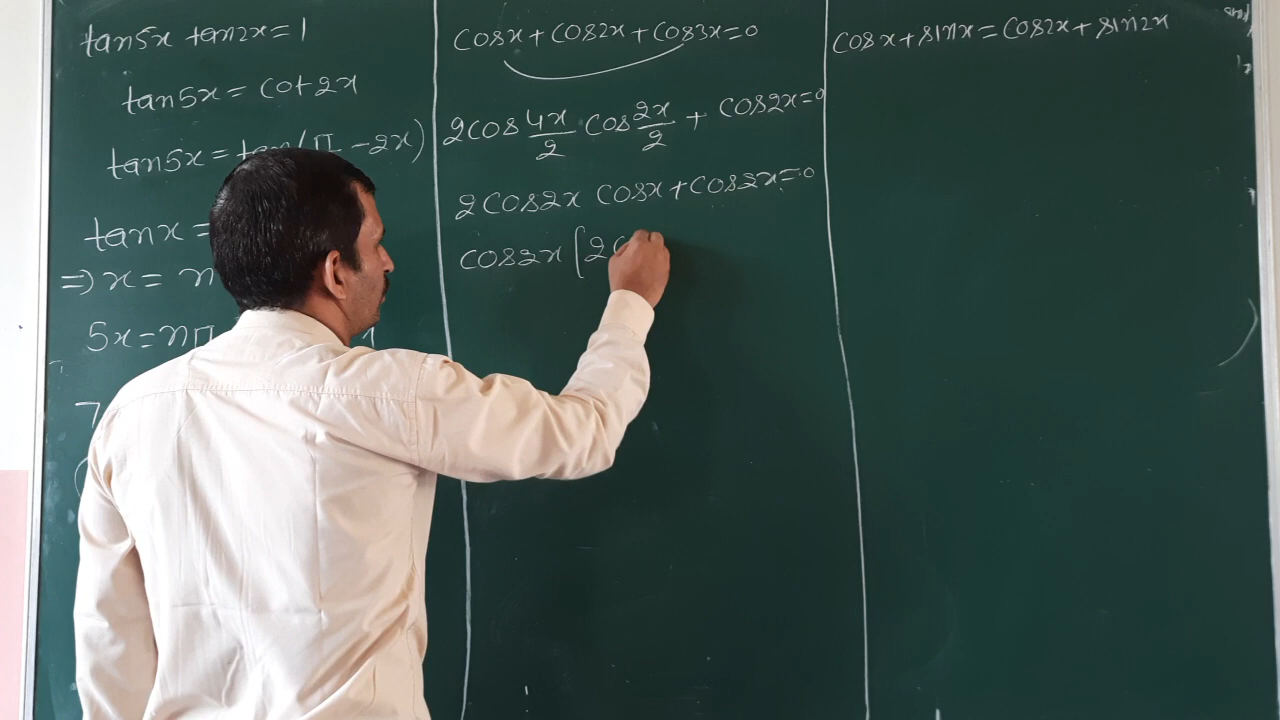 tan5x tan2x=1
tan5x = cot2x
tan5x = tan(π −2x)
tanx =
⇒ x = n
5x=nπ
7
cosx + cos2x + cos3x=0
2cos 4x/2 cos 2x/2 + cos2x=0
2cos2x cosx+cos2x=0
cos2x [2c
cosx+sinx=cos2x+sin2x